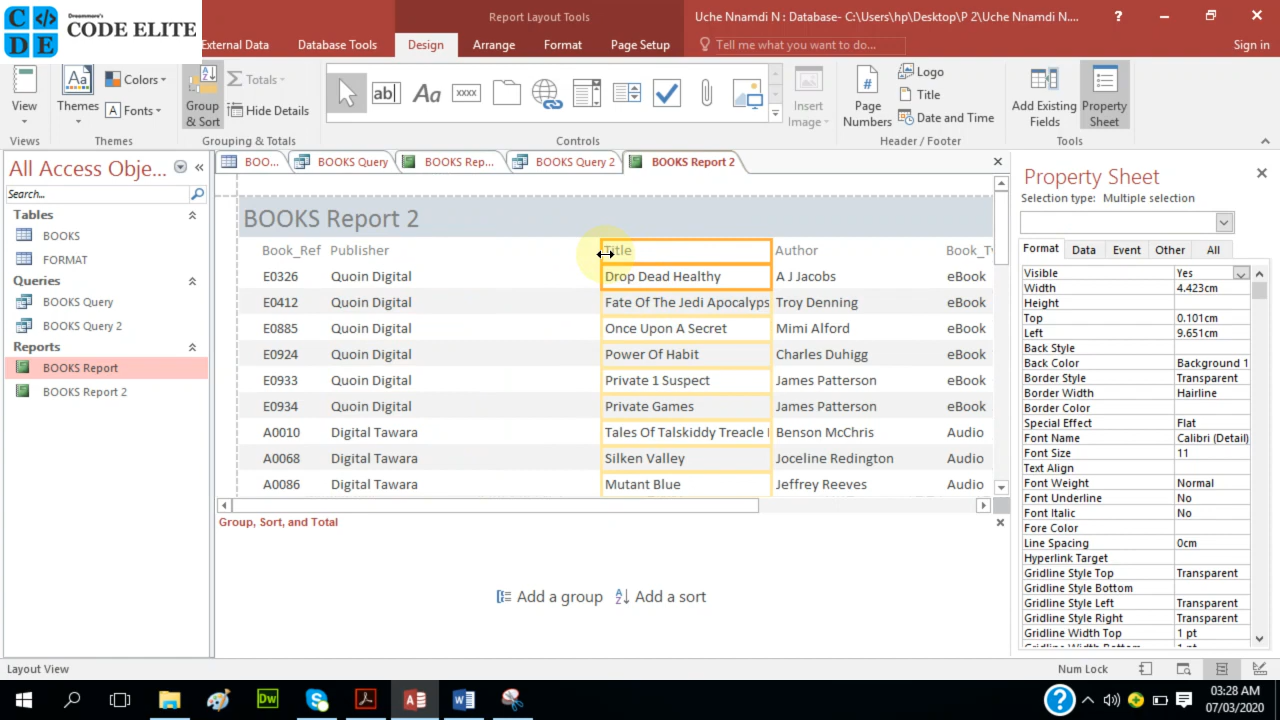 Dreammore's
CODE ELITE
C D E
Report Layout Tools
Uche Nnamdi N : Database- C:\Users\hp\Desktop\P 2\Uche Nnamdi N....
?
External Data
Database Tools
Design
Arrange
Format
Page Setup
Tell me what you want to do...
Sign in
View
Themes
Colors
Fonts
Group & Sort
Totals
Hide Details
ab
Aa
xxxx
Insert Image
Page Numbers
Logo
Title
Date and Time
Add Existing Fields
Property Sheet
Views
Themes
Grouping & Totals
Controls
Header / Footer
Tools
All Access Obje...
Search...
Tables
BOOKS
FORMAT
Queries
BOOKS Query
BOOKS Query 2
Reports
BOOKS Report
BOOKS Report 2
BOO...
BOOKS Query
BOOKS Rep...
BOOKS Query 2
BOOKS Report 2
BOOKS Report 2
Book_Ref Publisher Title Author Book_Ty
E0326 Quoin Digital Drop Dead Healthy A J Jacobs eBook
E0412 Quoin Digital Fate Of The Jedi Apocalyps Troy Denning eBook
E0885 Quoin Digital Once Upon A Secret Mimi Alford eBook
E0924 Quoin Digital Power Of Habit Charles Duhigg eBook
E0933 Quoin Digital Private 1 Suspect James Patterson eBook
E0934 Quoin Digital Private Games James Patterson eBook
A0010 Digital Tawara Tales Of Talskiddy Treacle Benson McChris Audio
A0068 Digital Tawara Silken Valley Joceline Redington Audio
A0086 Digital Tawara Mutant Blue Jeffrey Reeves Audio
Group, Sort, and Total
Add a group
Add a sort
Property Sheet
Selection type: Multiple selection
Format Data Event Other All
Visible Yes
Width 4.423cm
Height
Top 0.101cm
Left 9.651cm
Back Style
Back Color Background 1
Border Style Transparent
Border Width Hairline
Border Color
Special Effect Flat
Font Name Calibri (Detail)
Font Size 11
Text Align
Font Weight Normal
Font Underline No
Font Italic No
Fore Color
Line Spacing 0cm
Hyperlink Target
Gridline Style Top Transparent
Gridline Style Bottom
Gridline Style Left Transparent
Gridline Style Right Transparent
Gridline Width Top 1 pt
Layout View
Num Lock
Dw
03:28 AM
07/03/2020